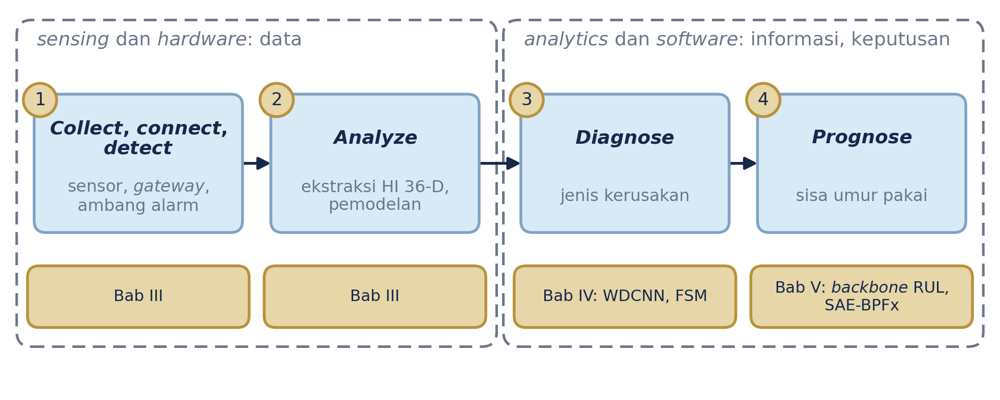 sensing dan hardware: data
analytics dan software: informasi, keputusan
1
Collect, connect,
detect
sensor, gateway,
ambang alarm
2
Analyze
ekstraksi HI 36-D,
pemodelan
3
Diagnose
jenis kerusakan
4
Prognose
sisa umur pakai
Bab III
Bab III
Bab IV: WDCNN, FSM
Bab V: backbone RUL,
SAE-BPFx